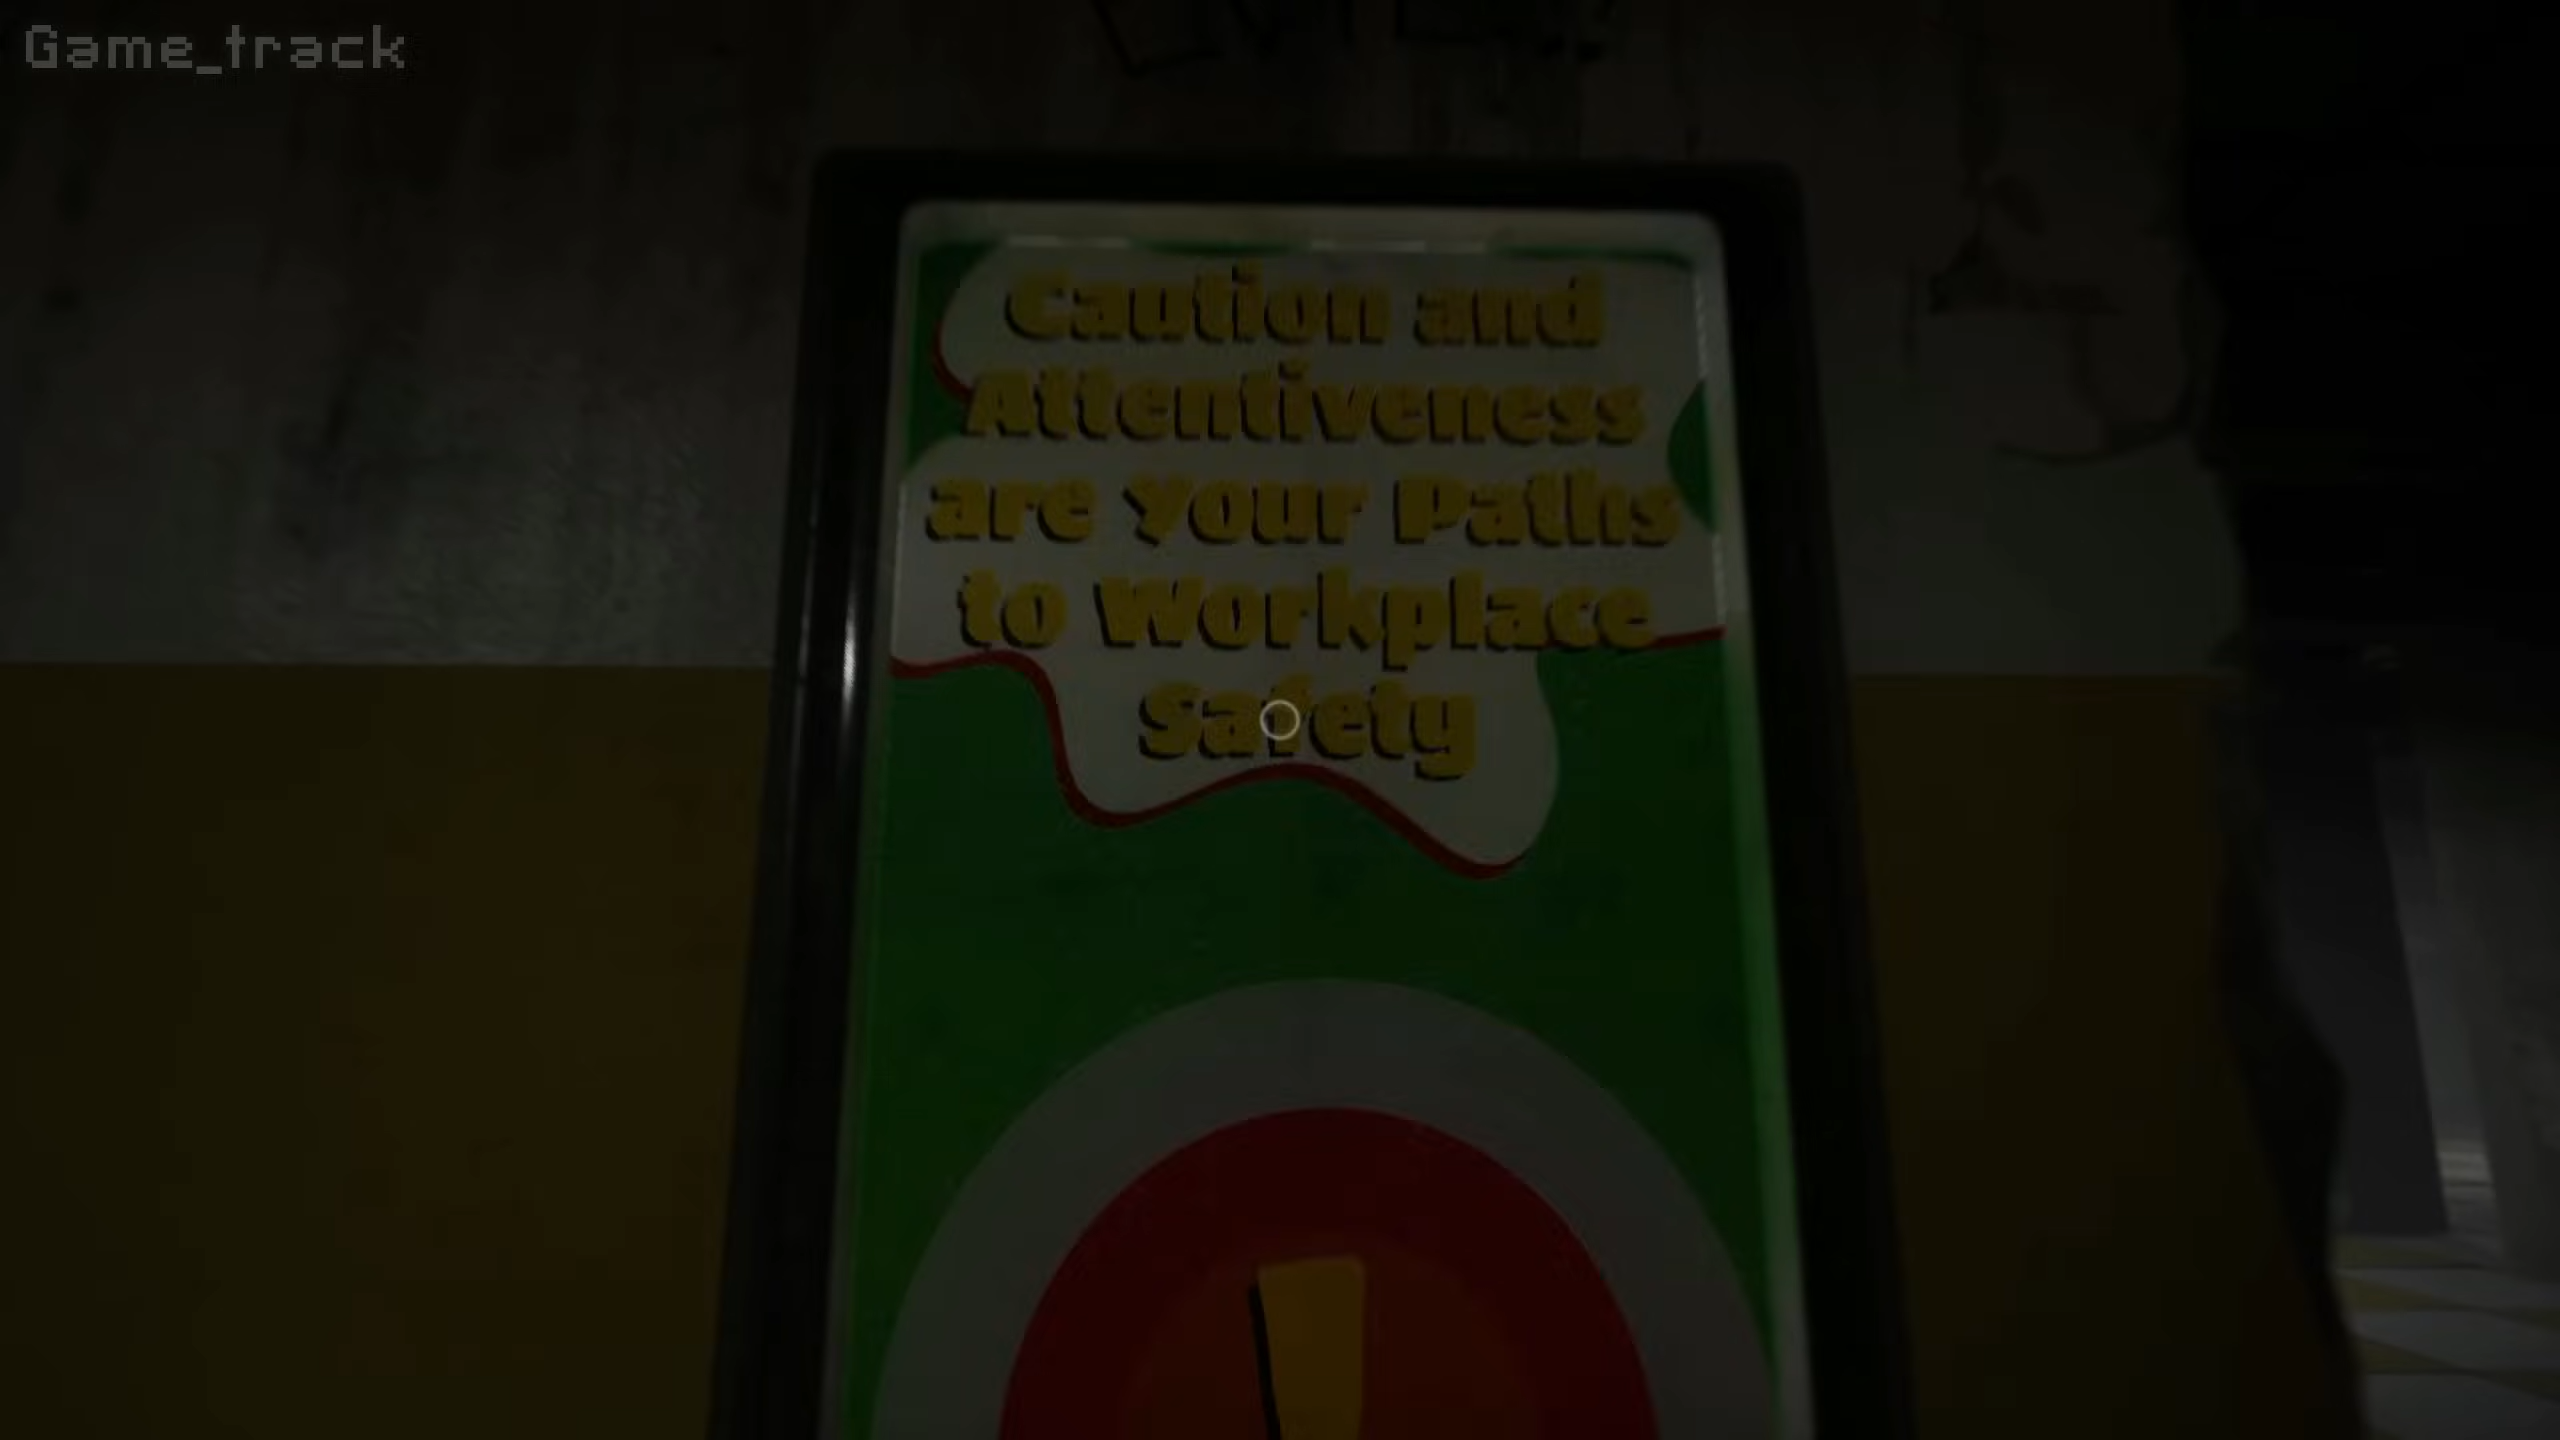 Game_track
Caution and
Attentiveness
are your Paths
to Workplace
Safety
!